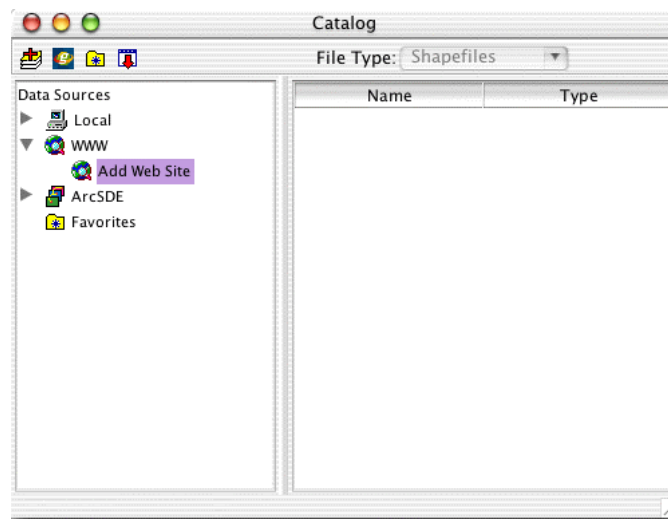 Catalog
File Type: Shapefiles
Data Sources
Name Type
Local
WWW
Add Web Site
ArcSDE
Favorites